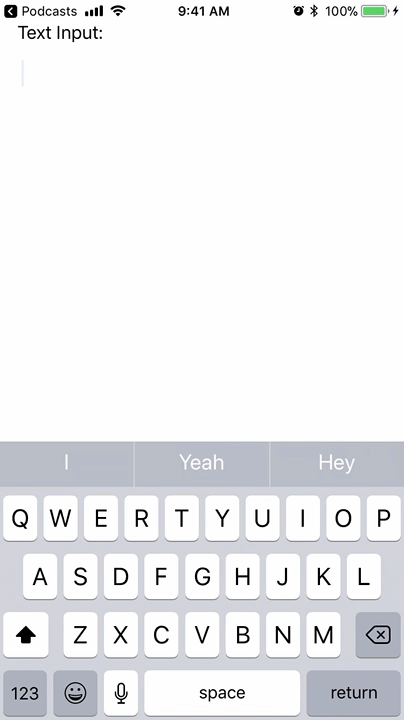 Podcasts 9:41 AM 100%
Text Input:
I Yeah Hey
Q W E R T Y U I O P
A S D F G H J K L
Z X C V B N M
123 space return